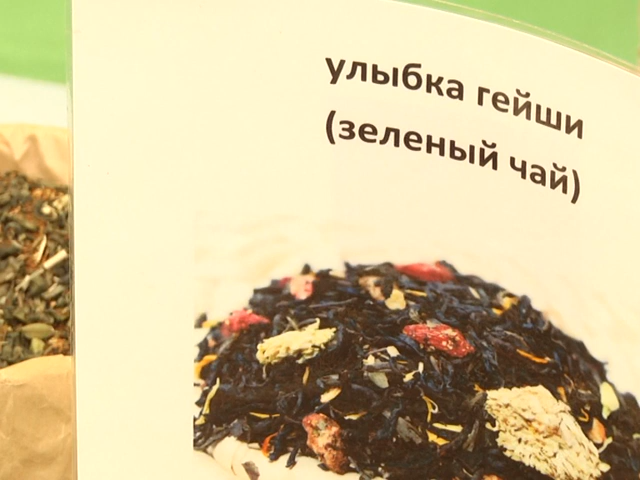 улыбка гейши
(зеленый чай)